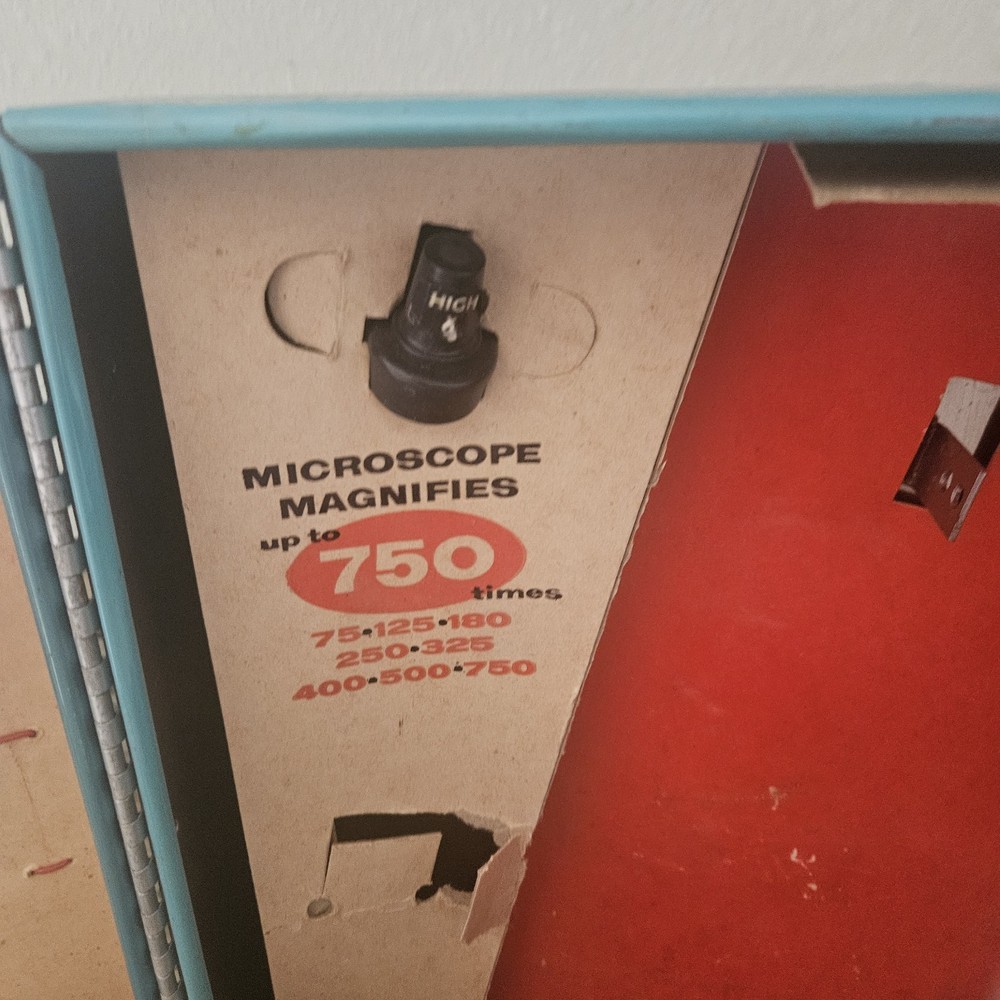 HIGH
MICROSCOPE
MAGNIFIES
up to
750
times
75•125•180
250•325
400•500•750